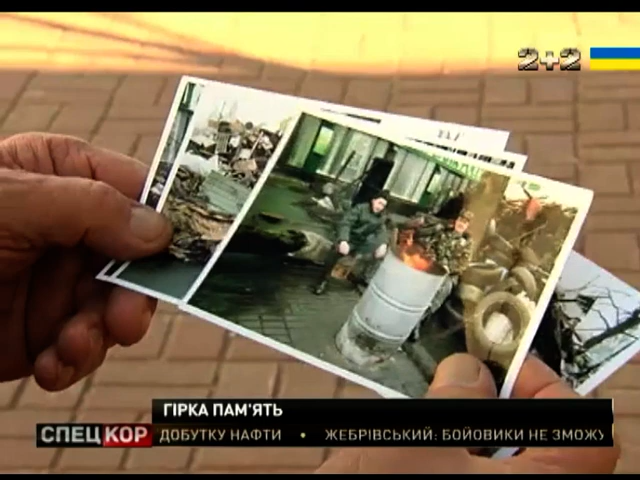 2+2
ГІРКА ПАМ'ЯТЬ
СПЕЦКОР
ДОБУТКУ НАФТИ • ЖЕБРІВСЬКИЙ: БОЙОВИКИ НЕ ЗМОЖУ